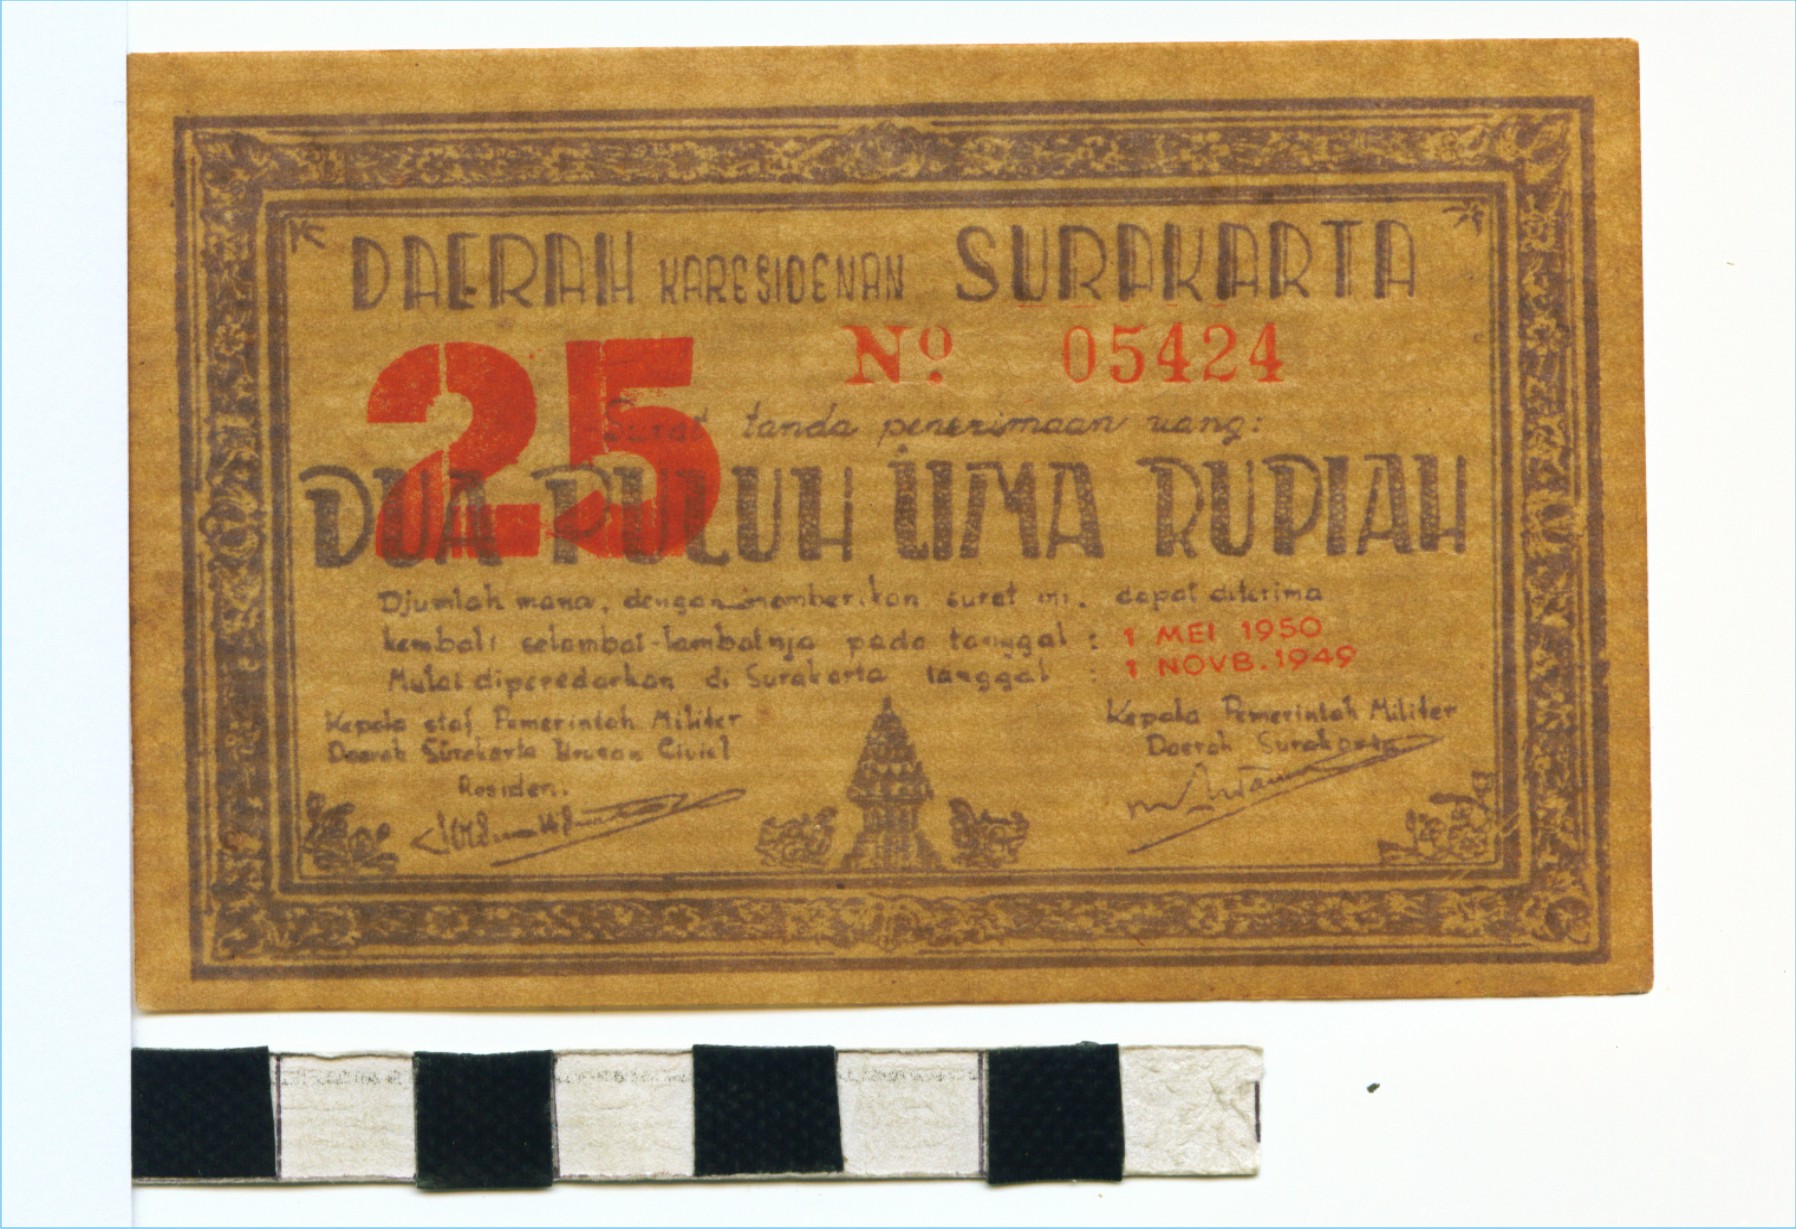 DAERAH KARESIDENAN SURAKARTA
25
Nº 05424
Surat tanda penerimaan uang:
DUA PULUH LIMA RUPIAH
Djumlah mana, dengan memberikan surat ini. dapat diterima
kembali selambat-lambatnja pada tanggal : 1 MEI 1950
Mulai diperedarkan di Surakarta tanggal : 1 NOVB. 1949
Kepala staf Pemerintah Militer
Daerah Surakarta Urusan Civiel
Residen.
Kepala Pemerintah Militer
Daerah Surakarta